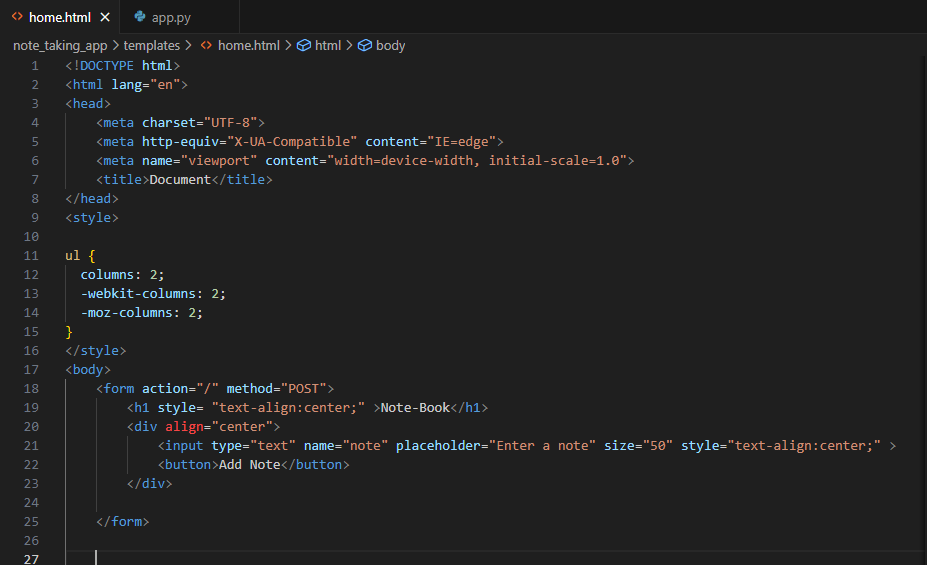 home.html app.py
note_taking_app > templates > home.html > html > body
1 <!DOCTYPE html>
2 <html lang="en">
3 <head>
4     <meta charset="UTF-8">
5     <meta http-equiv="X-UA-Compatible" content="IE=edge">
6     <meta name="viewport" content="width=device-width, initial-scale=1.0">
7     <title>Document</title>
8 </head>
9 <style>
10
11 ul {
12   columns: 2;
13   -webkit-columns: 2;
14   -moz-columns: 2;
15 }
16 </style>
17 <body>
18     <form action="/" method="POST">
19         <h1 style= "text-align:center;" >Note-Book</h1>
20         <div align="center">
21             <input type="text" name="note" placeholder="Enter a note" size="50" style="text-align:center;" >
22             <button>Add Note</button>
23         </div>
24
25     </form>
26
27